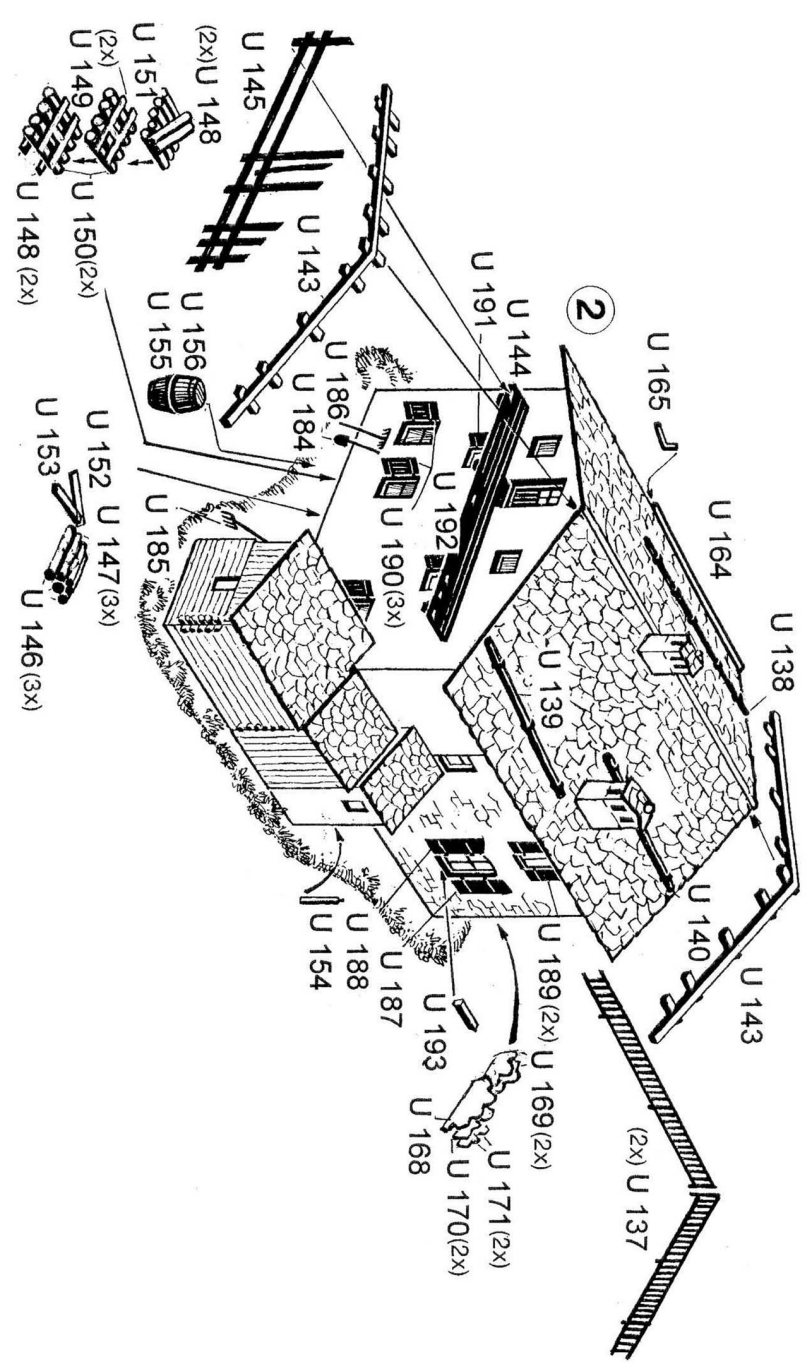 U 138
U 143
U 164
U 140
U 165
(2x) U 137
2
U 139
U 189 (2x)
U 169 (2x)
U 144
U 171 (2x)
U 191
U 170 (2x)
U 192
U 193
U 168
U 190 (3x)
U 187
U 188
U 186
U 154
U 143
U 184
U 145
(2x) U 148
U 156
U 155
U 185
U 151
(2x)
U 149
U 147 (3x)
U 152
U 150 (2x)
U 153
U 148 (2x)
U 146 (3x)